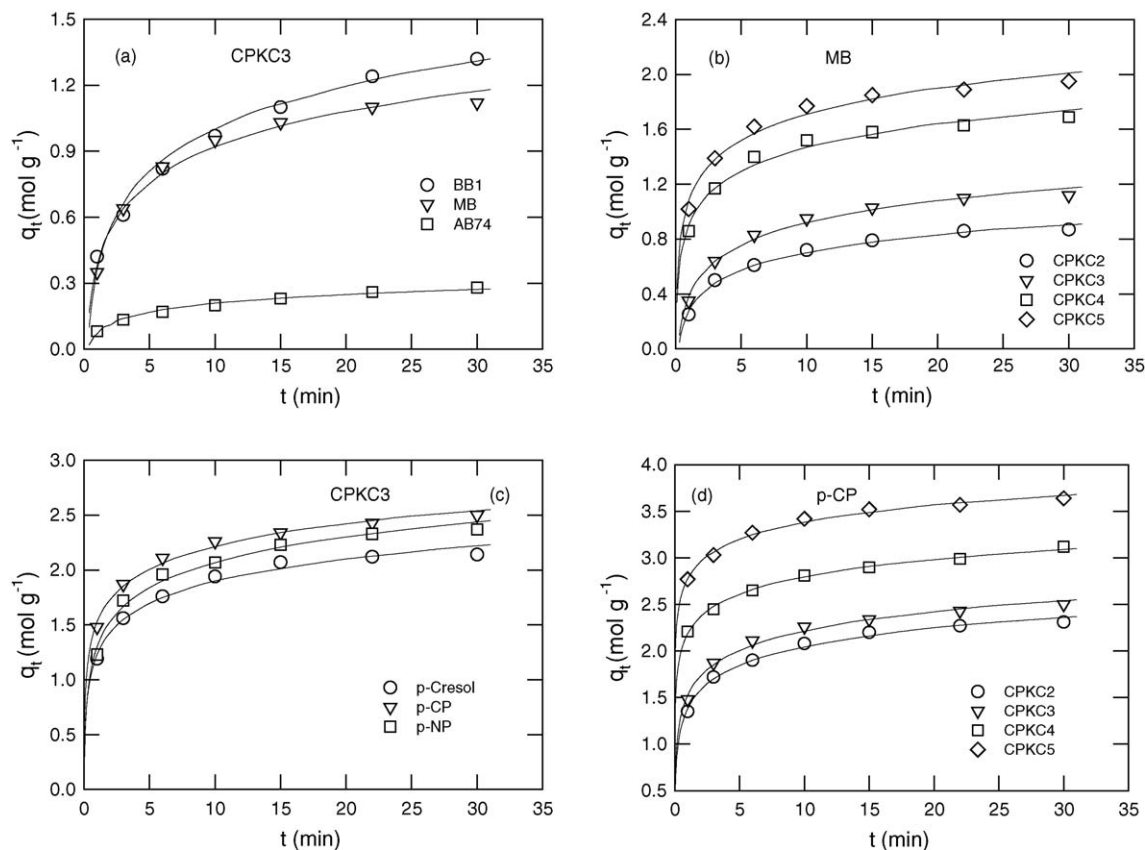 (a) CPKC3
q_t (mol g⁻¹)
1.5
1.2
0.9
0.6
0.3
0.0
BB1
MB
AB74
0 5 10 15 20 25 30 35
t (min)
(b) MB
q_t (mol g⁻¹)
2.4
2.0
1.6
1.2
0.8
0.4
0.0
CPKC2
CPKC3
CPKC4
CPKC5
0 5 10 15 20 25 30 35
t (min)
CPKC3 (c)
q_t (mol g⁻¹)
3.0
2.5
2.0
1.5
1.0
0.5
0.0
p-Cresol
p-CP
p-NP
0 5 10 15 20 25 30 35
t (min)
(d) p-CP
q_t (mol g⁻¹)
4.0
3.5
3.0
2.5
2.0
1.5
1.0
0.5
CPKC2
CPKC3
CPKC4
CPKC5
0 5 10 15 20 25 30 35
t (min)